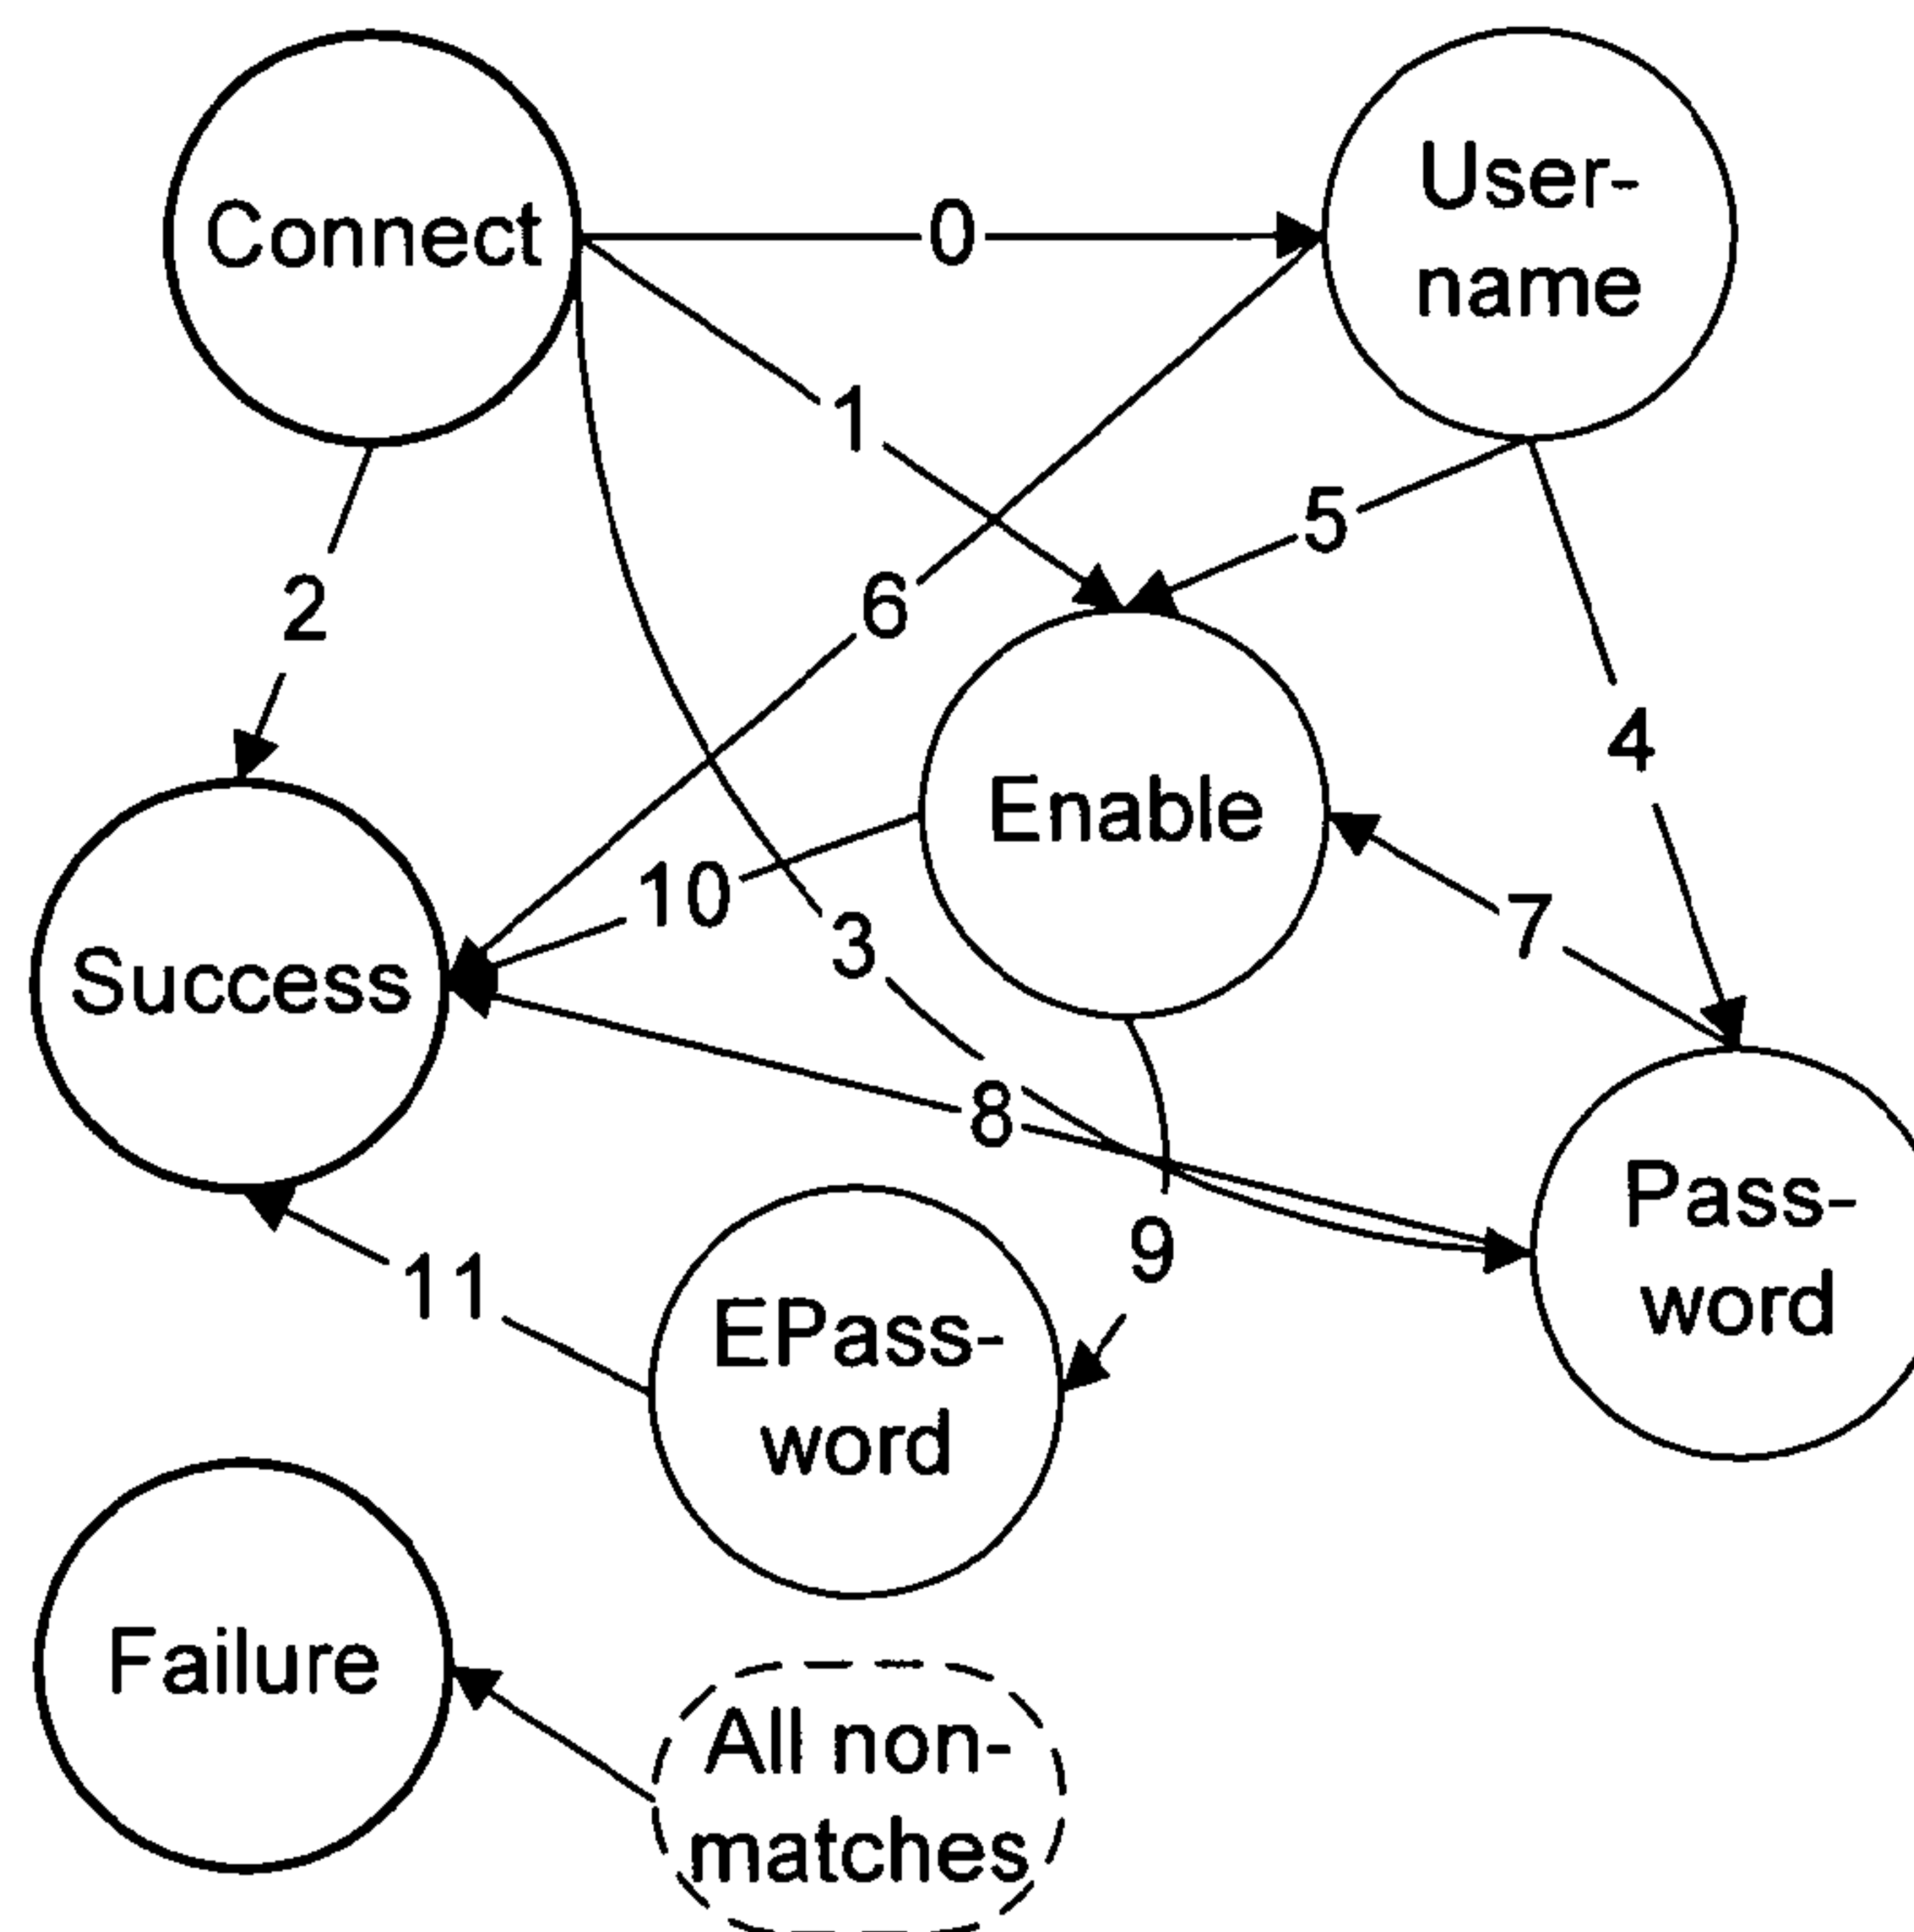 Connect
0
User-
name
1
5
2
6
4
Enable
10
3
7
Success
8
Pass-
word
9
11
EPass-
word
Failure
All non-
matches